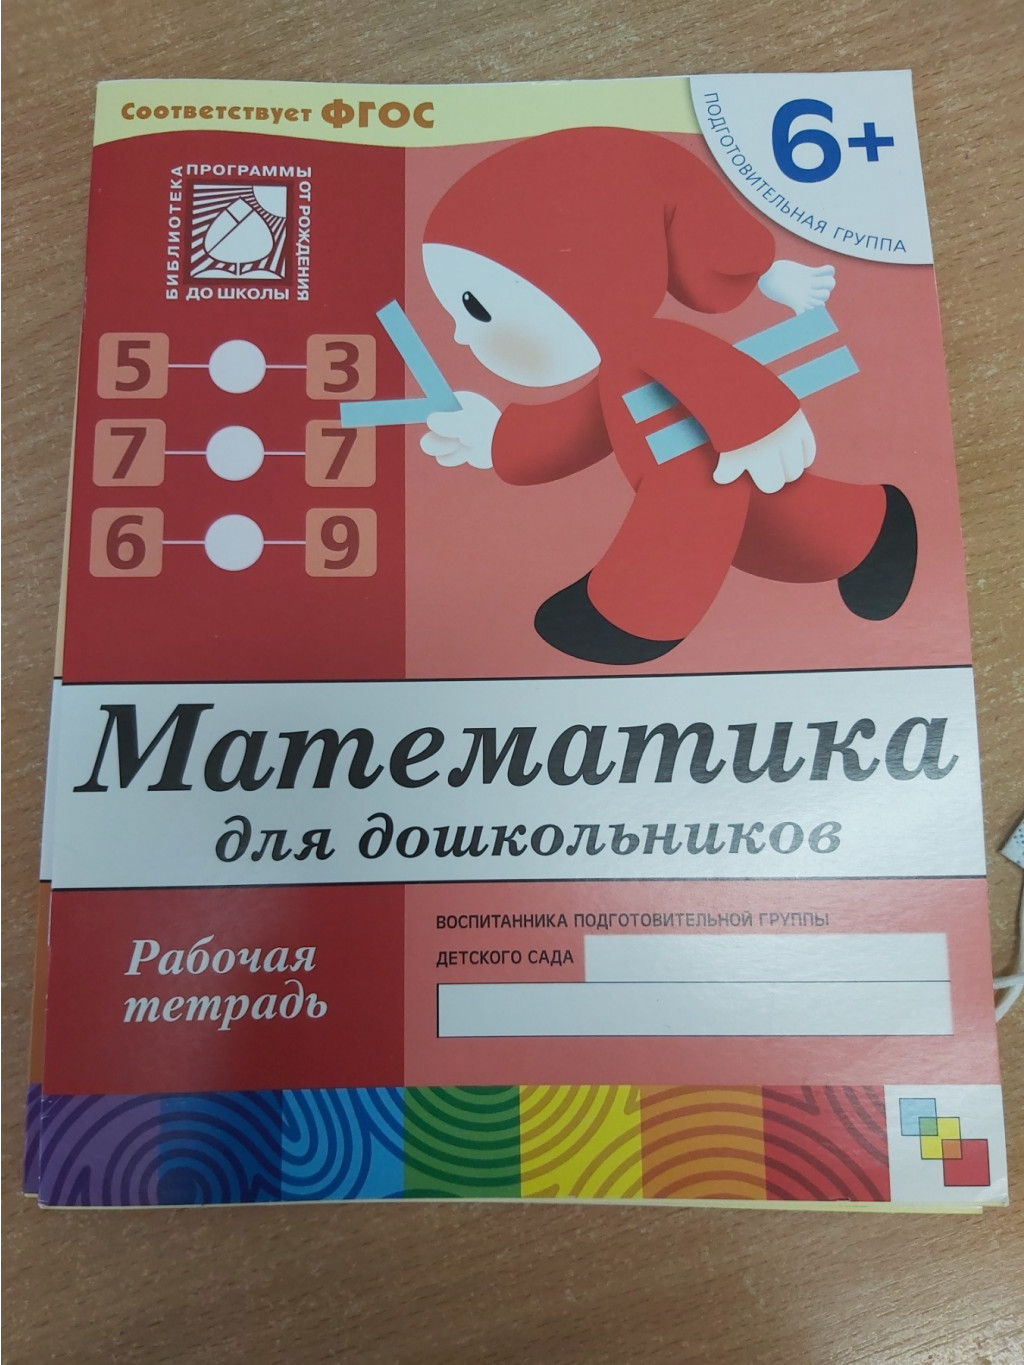 Соответствует ФГОС
6+
ПОДГОТОВИТЕЛЬНАЯ ГРУППА
БИБЛИОТЕКА
ПРОГРАММЫ
ОТ РОЖДЕНИЯ
ДО ШКОЛЫ
5 3
7 7
6 9
Математика
для дошкольников
Рабочая
тетрадь
ВОСПИТАННИКА ПОДГОТОВИТЕЛЬНОЙ ГРУППЫ
ДЕТСКОГО САДА